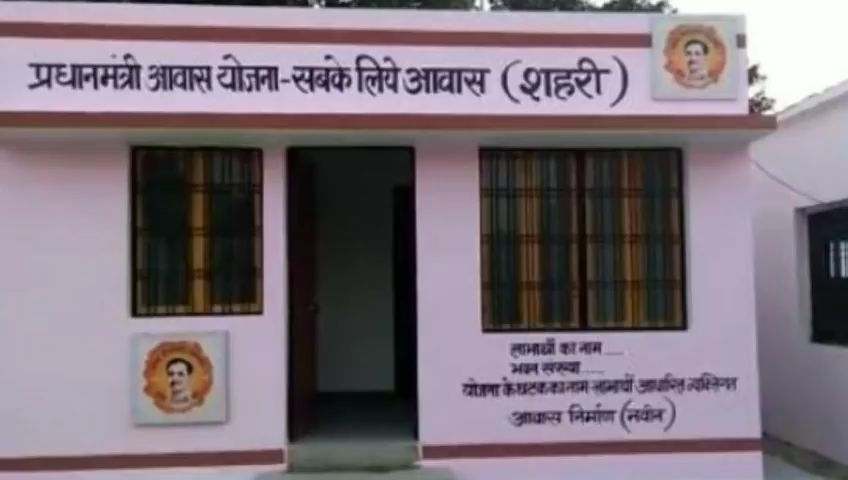 प्रधानमंत्री आवास योजना-सबके लिये आवास (शहरी)
लाभार्थी का नाम.....
भवन संख्या.....
योजना के घटक का नाम लाभार्थी आधारित व्यक्तिगत
आवास निर्माण (नवीन)